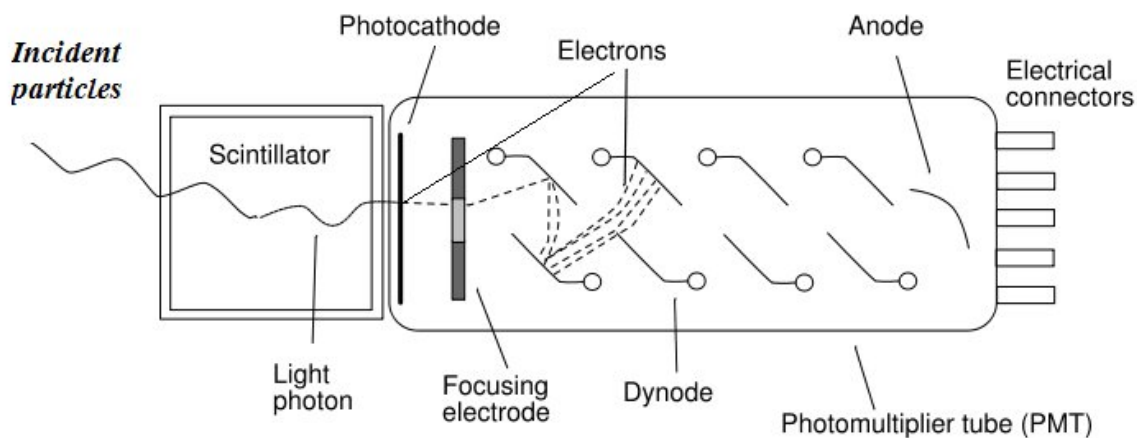 Photocathode
Anode
Incident
particles
Electrons
Electrical
connectors
Scintillator
Light
photon
Focusing
electrode
Dynode
Photomultiplier tube (PMT)